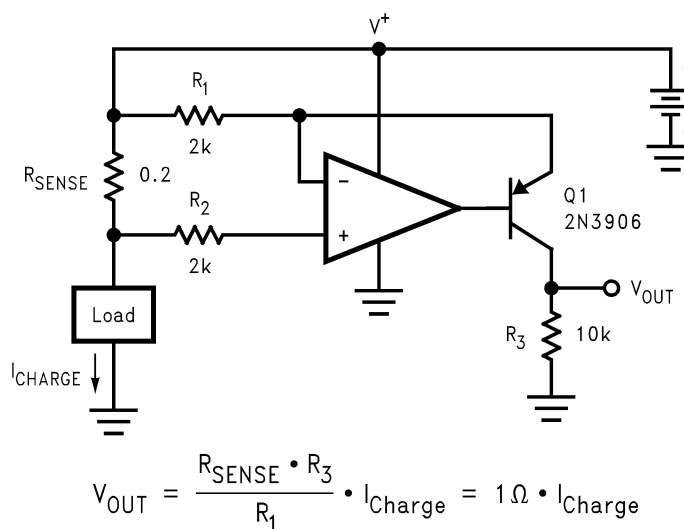 V+
R1
2k
RSENSE
0.2
R2
2k
−
+
Q1
2N3906
Load
VOUT
R3
10k
ICHARGE
VOUT = RSENSE • R3 / R1 • ICharge = 1Ω • ICharge